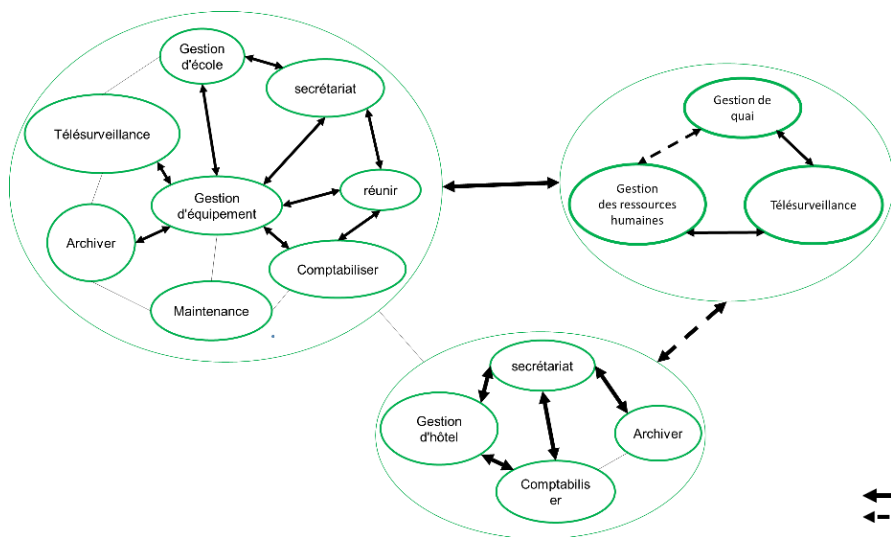 Gestion
d'école
secrétariat
Télésurveillance
Gestion
d'équipement
réunir
Archiver
Comptabiliser
Maintenance
Gestion de
quai
Gestion
des ressources
humaines
Télésurveillance
secrétariat
Gestion
d'hôtel
Archiver
Comptabilis
er